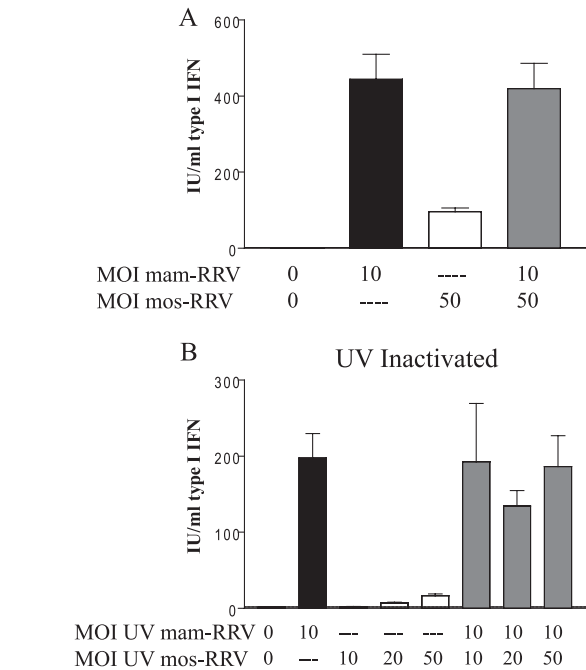 A
IU/ml type I IFN
600
400
200
0
MOI mam-RRV 0 10 ---- 10
MOI mos-RRV 0 ---- 50 50
B
UV Inactivated
IU/ml type I IFN
300
200
100
0
MOI UV mam-RRV 0 10 --- --- --- 10 10 10
MOI UV mos-RRV 0 --- 10 20 50 10 20 50